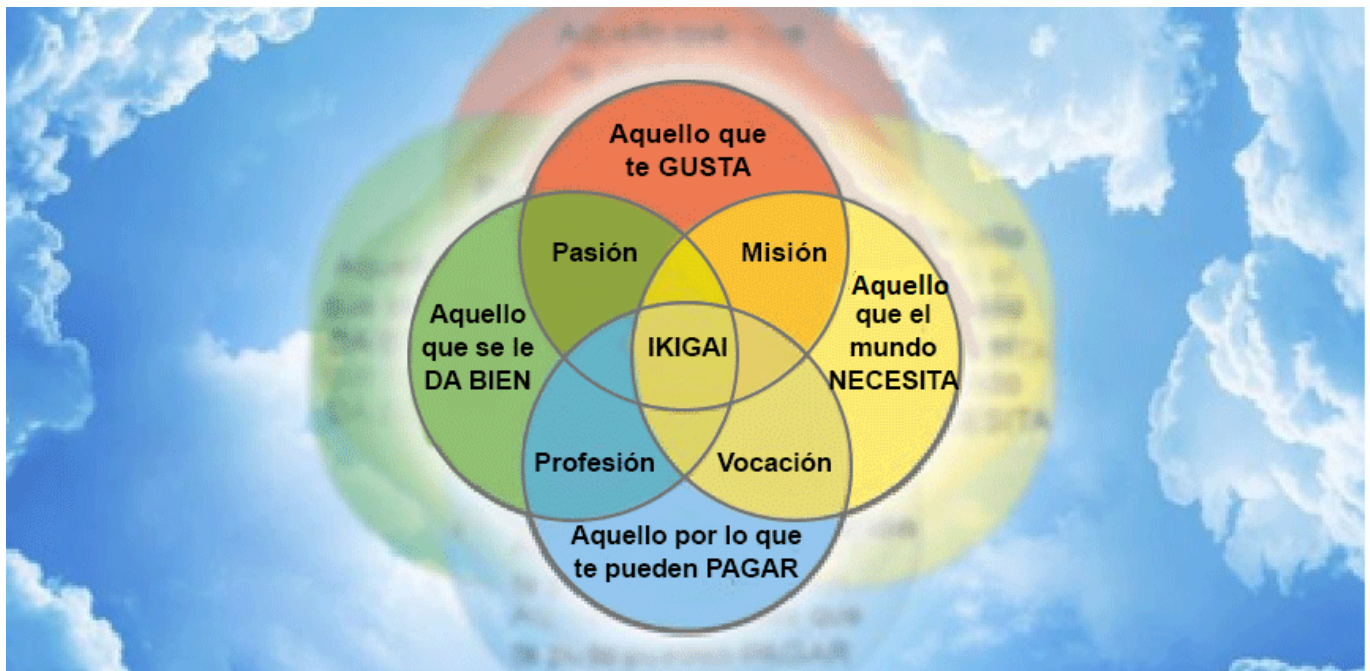 Aquello que
te GUSTA
Pasión
Misión
Aquello
que se le
DA BIEN
IKIGAI
Aquello
que el
mundo
NECESITA
Profesión
Vocación
Aquello por lo que
te pueden PAGAR